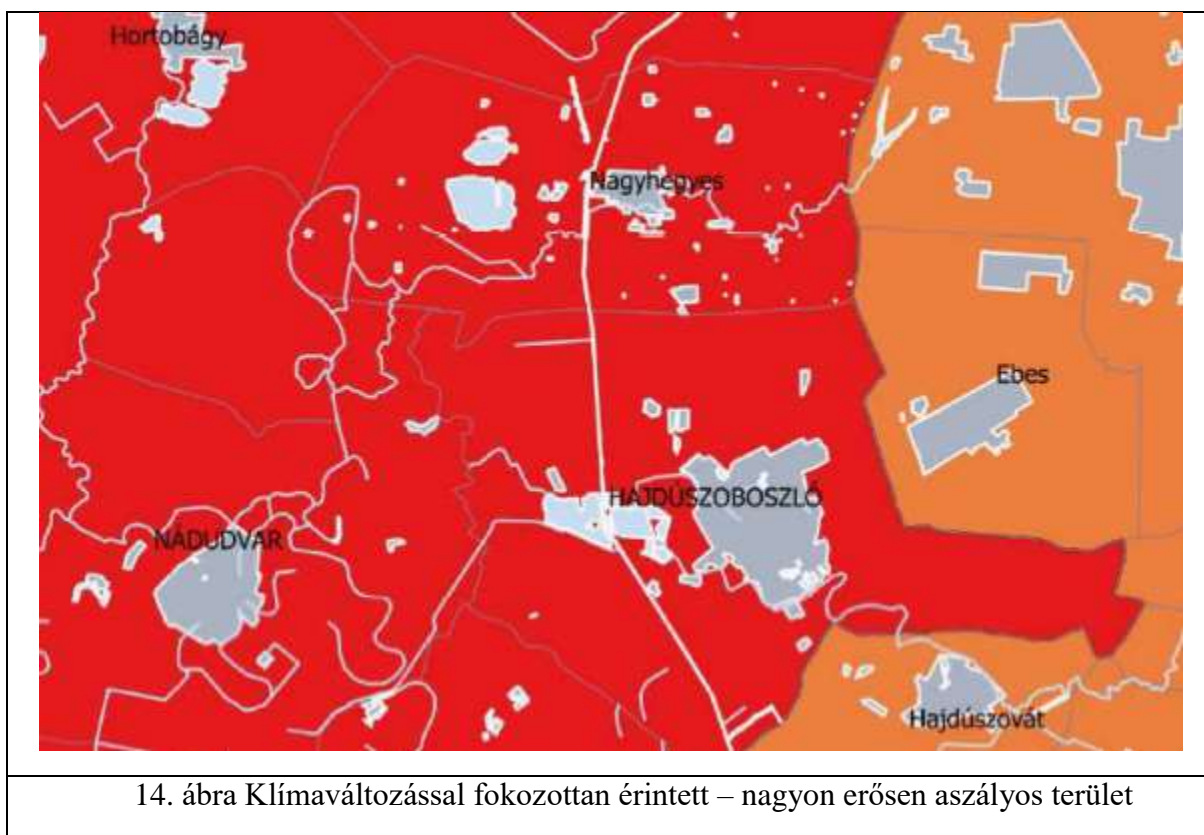 Hortobágy
Nagyhegyes
Ebes
HAJDÚSZOBOSZLÓ
NÁDUDVAR
Hajdúszovát
14. ábra Klímaváltozással fokozottan érintett – nagyon erősen aszályos terület